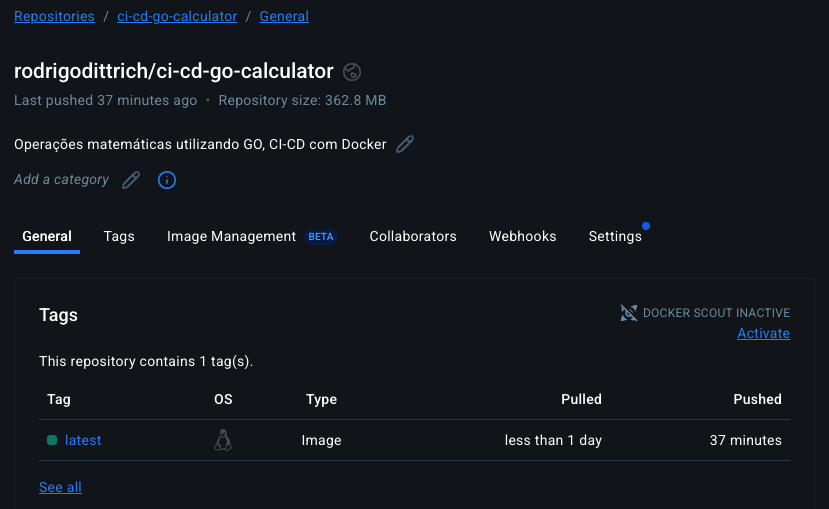 Repositories / ci-cd-go-calculator / General
rodrigodittrich/ci-cd-go-calculator
Last pushed 37 minutes ago • Repository size: 362.8 MB
Operações matemáticas utilizando GO, CI-CD com Docker
Add a category
General Tags Image Management BETA Collaborators Webhooks Settings
Tags
DOCKER SCOUT INACTIVE
Activate
This repository contains 1 tag(s).
Tag OS Type Pulled Pushed
latest Image less than 1 day 37 minutes
See all